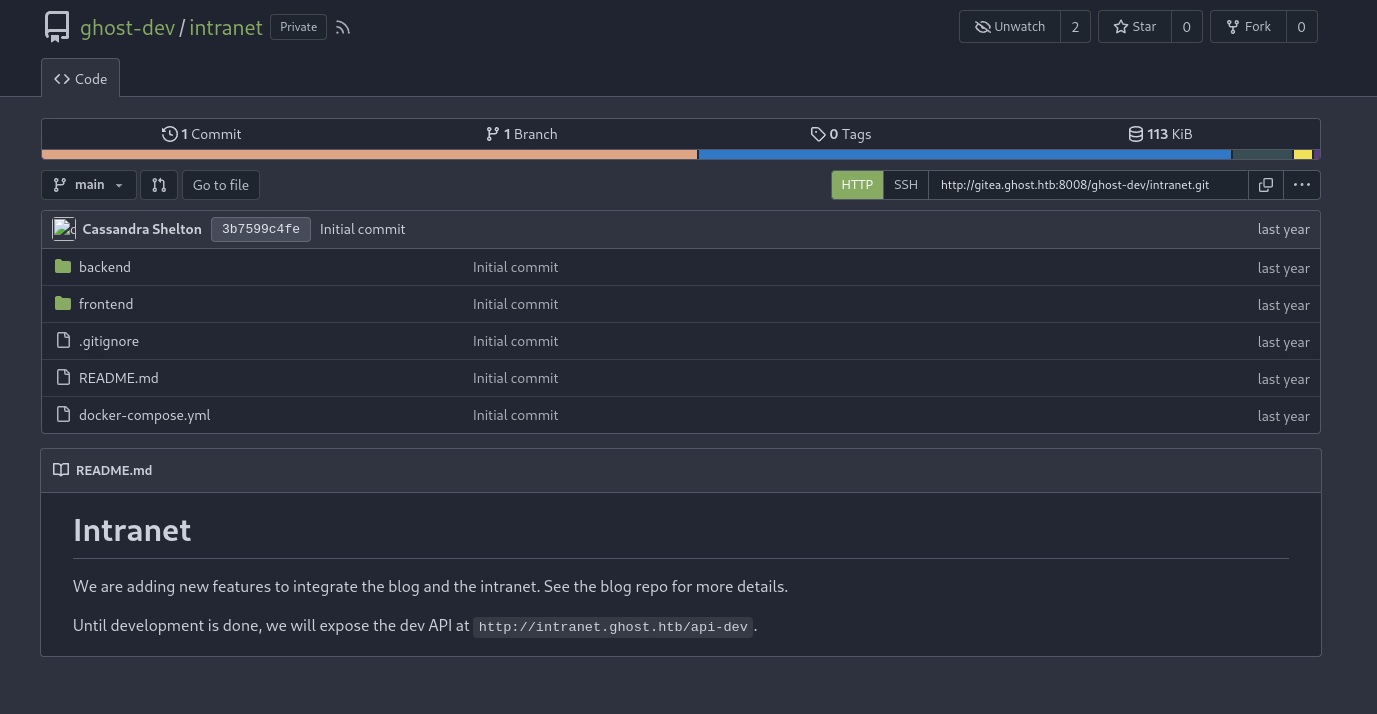 ghost-dev/intranet Private Unwatch 2 Star 0 Fork 0
Code
1 Commit 1 Branch 0 Tags 113 KiB
main Go to file HTTP SSH http://gitea.ghost.htb:8008/ghost-dev/intranet.git
Cassandra Shelton 3b7599c4fe Initial commit last year
backend Initial commit last year
frontend Initial commit last year
.gitignore Initial commit last year
README.md Initial commit last year
docker-compose.yml Initial commit last year
README.md
Intranet
We are adding new features to integrate the blog and the intranet. See the blog repo for more details.
Until development is done, we will expose the dev API at http://intranet.ghost.htb/api-dev.